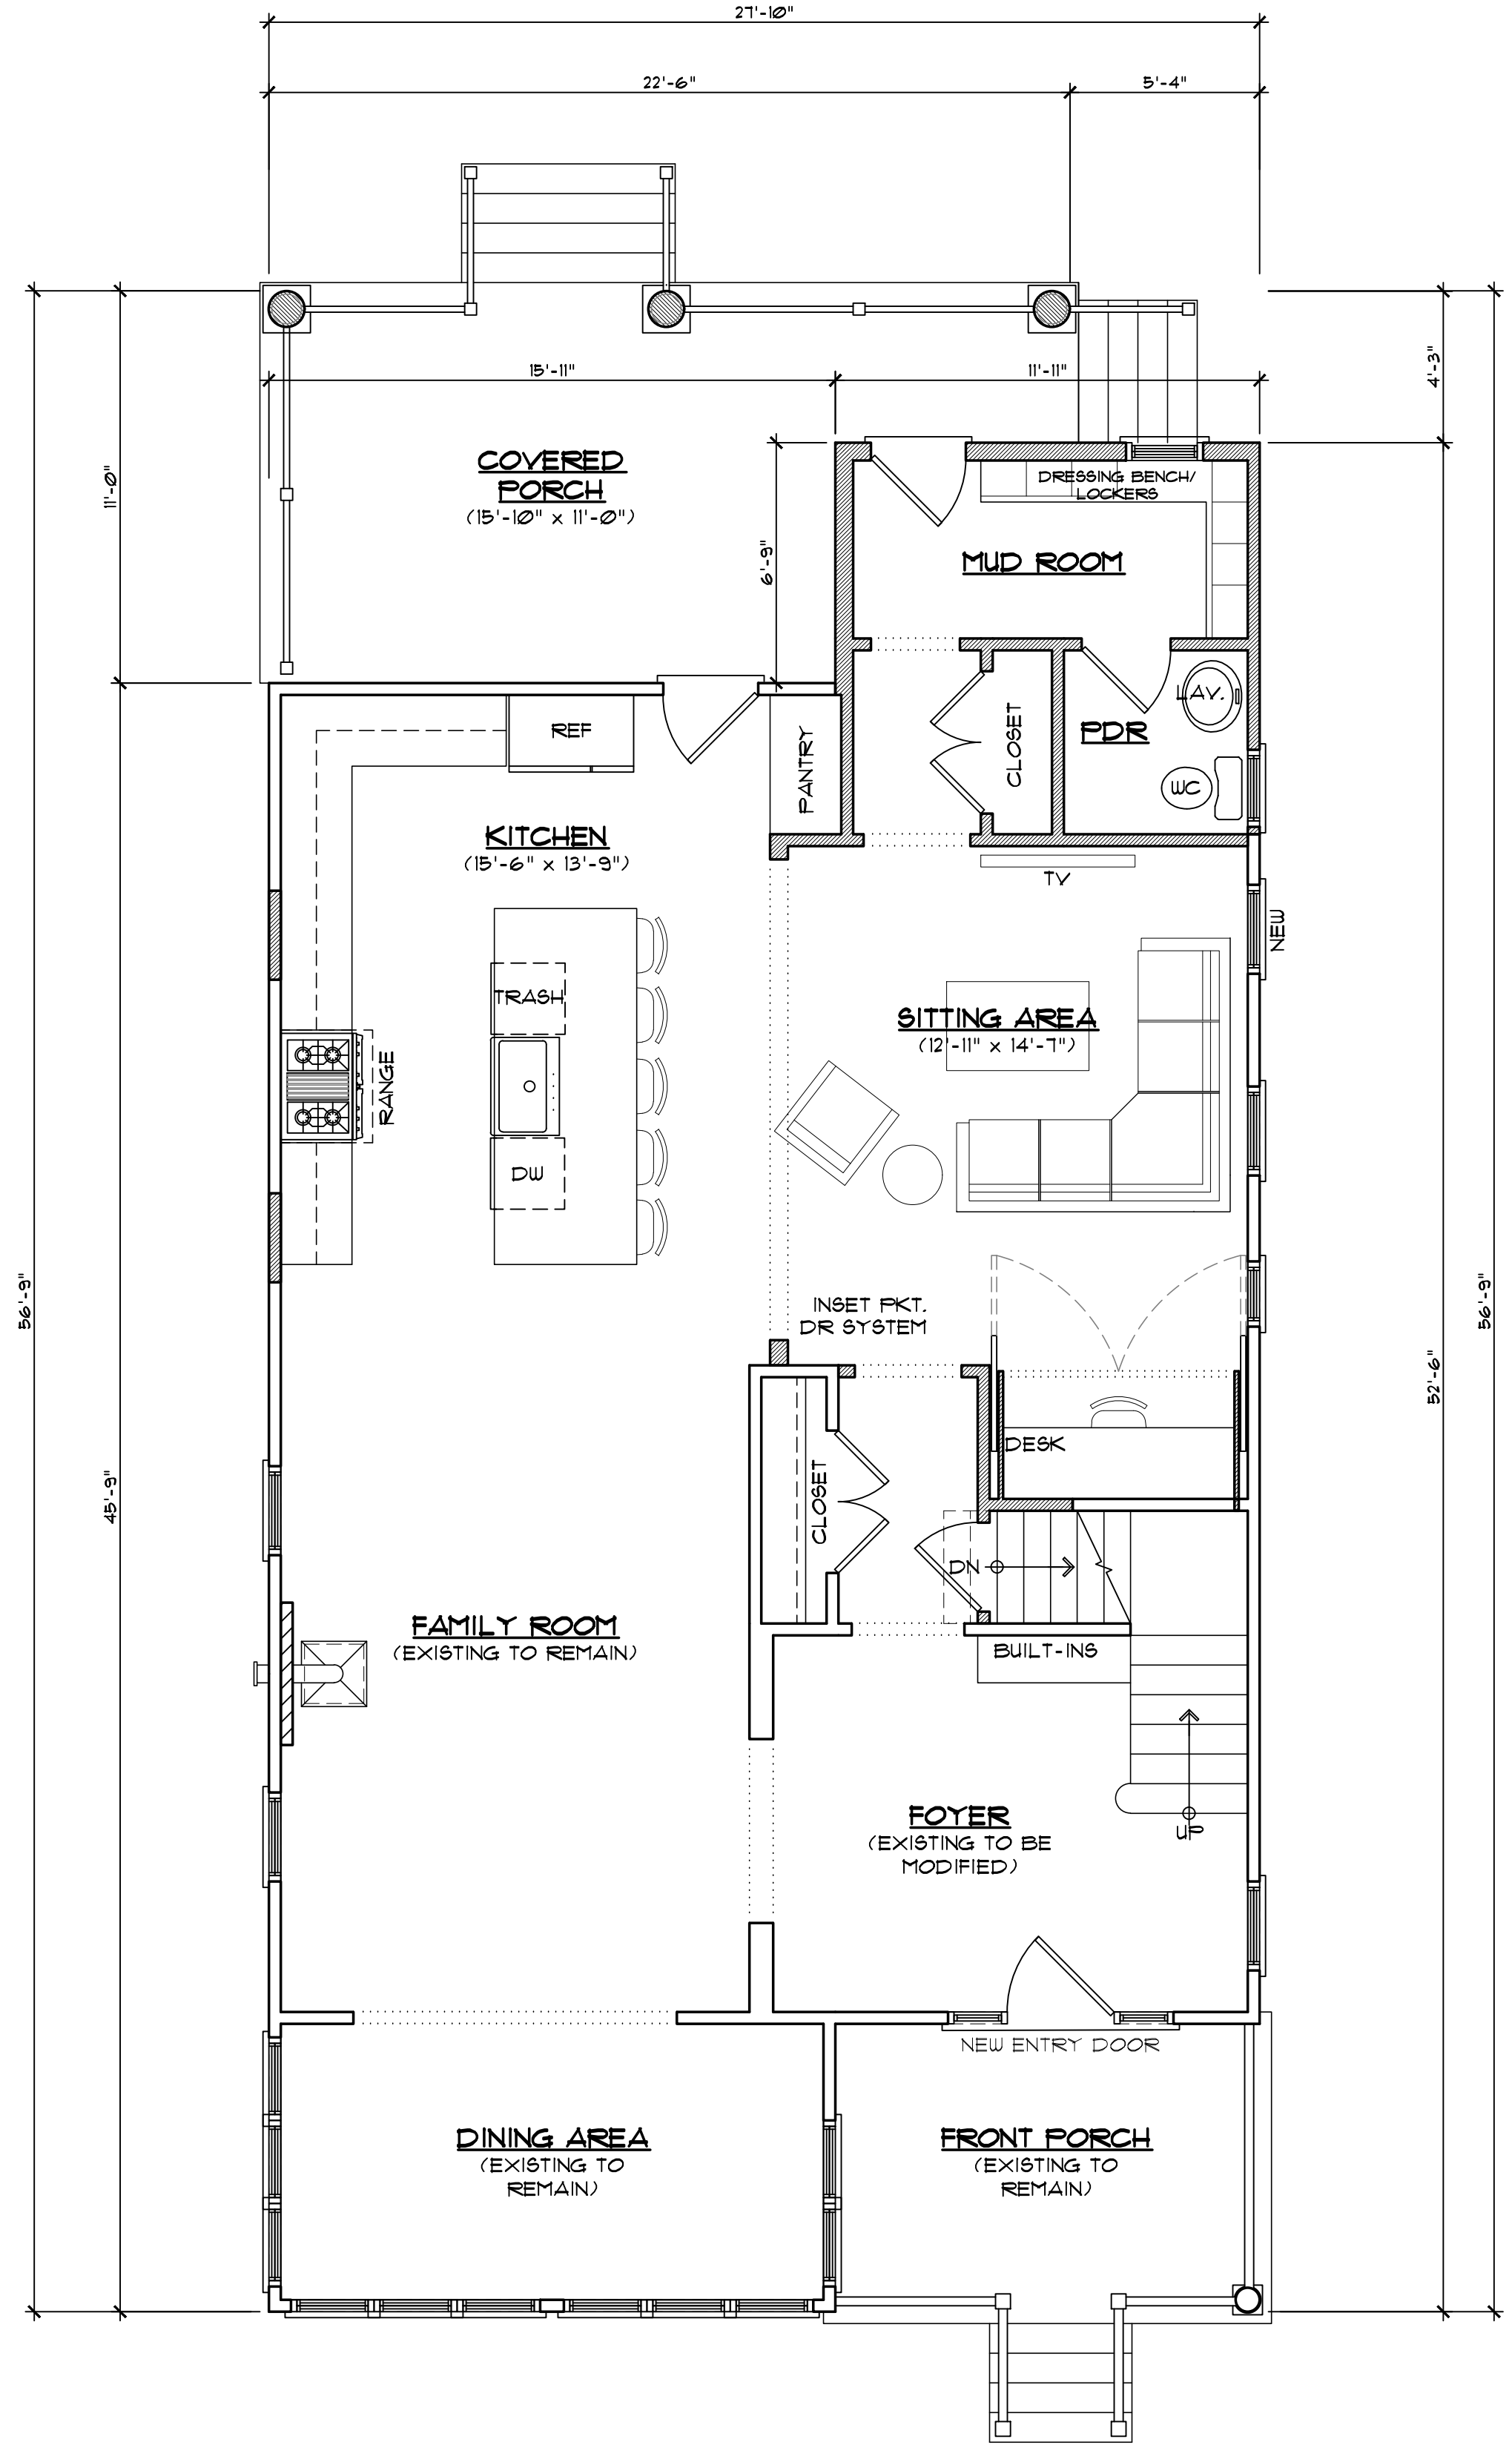 27'-10"
22'-6"
5'-4"
15'-11"
11'-11"
4'-3"
11'-0"
6'-9"
COVERED
PORCH
(15'-10" x 11'-0")
DRESSING BENCH/
LOCKERS
MUD ROOM
REF
PANTRY
CLOSET
LAV.
PDR
WC
KITCHEN
(15'-6" x 13'-9")
TV
NEW
TRASH
SITTING AREA
(12'-11" x 14'-7")
RANGE
DW
INSET PKT.
DR SYSTEM
56'-9"
56'-9"
52'-6"
45'-9"
DESK
CLOSET
DN
FAMILY ROOM
(EXISTING TO REMAIN)
BUILT-INS
FOYER
(EXISTING TO BE
MODIFIED)
UP
NEW ENTRY DOOR
DINING AREA
(EXISTING TO
REMAIN)
FRONT PORCH
(EXISTING TO
REMAIN)